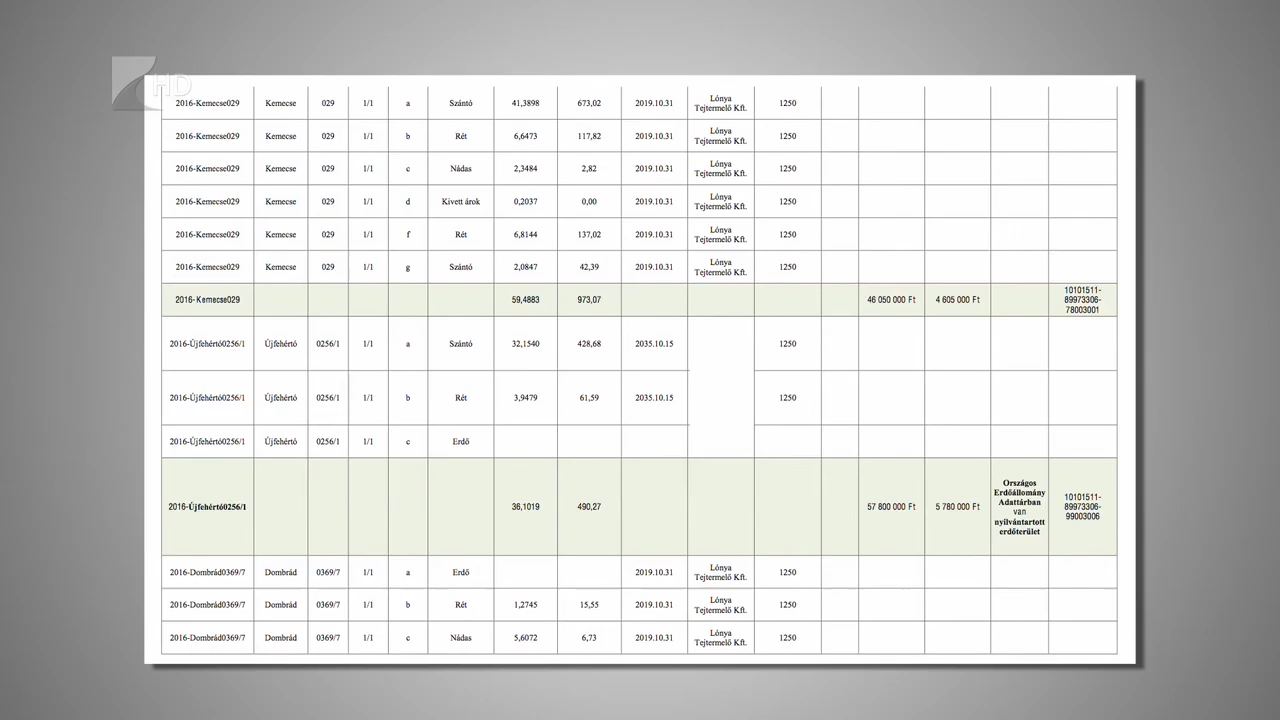 HD
2016-Kemecse029 Kemecse 029 1/1 a Szántó 41,3898 673,02 2019.10.31 Lónya Tejtermelő Kft. 1250
2016-Kemecse029 Kemecse 029 1/1 b Rét 6,6473 117,82 2019.10.31 Lónya Tejtermelő Kft. 1250
2016-Kemecse029 Kemecse 029 1/1 c Nádas 2,3484 2,82 2019.10.31 Lónya Tejtermelő Kft. 1250
2016-Kemecse029 Kemecse 029 1/1 d Kivett árok 0,2037 0,00 2019.10.31 Lónya Tejtermelő Kft. 1250
2016-Kemecse029 Kemecse 029 1/1 f Rét 6,8144 137,02 2019.10.31 Lónya Tejtermelő Kft. 1250
2016-Kemecse029 Kemecse 029 1/1 g Szántó 2,0847 42,39 2019.10.31 Lónya Tejtermelő Kft. 1250
2016-Kemecse029 59,4883 973,07 46 050 000 Ft 4 605 000 Ft 10101511-89973306-78003001
2016-Újfehértó0256/1 Újfehértó 0256/1 1/1 a Szántó 32,1540 428,68 2035.10.15 1250
2016-Újfehértó0256/1 Újfehértó 0256/1 1/1 b Rét 3,9479 61,59 2035.10.15 1250
2016-Újfehértó0256/1 Újfehértó 0256/1 1/1 c Erdő
2016-Újfehértó0256/1 36,1019 490,27 57 800 000 Ft 5 780 000 Ft Országos Erdőállomány Adattárban van nyilvántartott erdőterület 10101511-89973306-99003006
2016-Dombrád0369/7 Dombrád 0369/7 1/1 a Erdő 2019.10.31 Lónya Tejtermelő Kft. 1250
2016-Dombrád0369/7 Dombrád 0369/7 1/1 b Rét 1,2745 15,55 2019.10.31 Lónya Tejtermelő Kft. 1250
2016-Dombrád0369/7 Dombrád 0369/7 1/1 c Nádas 5,6072 6,73 2019.10.31 Lónya Tejtermelő Kft. 1250